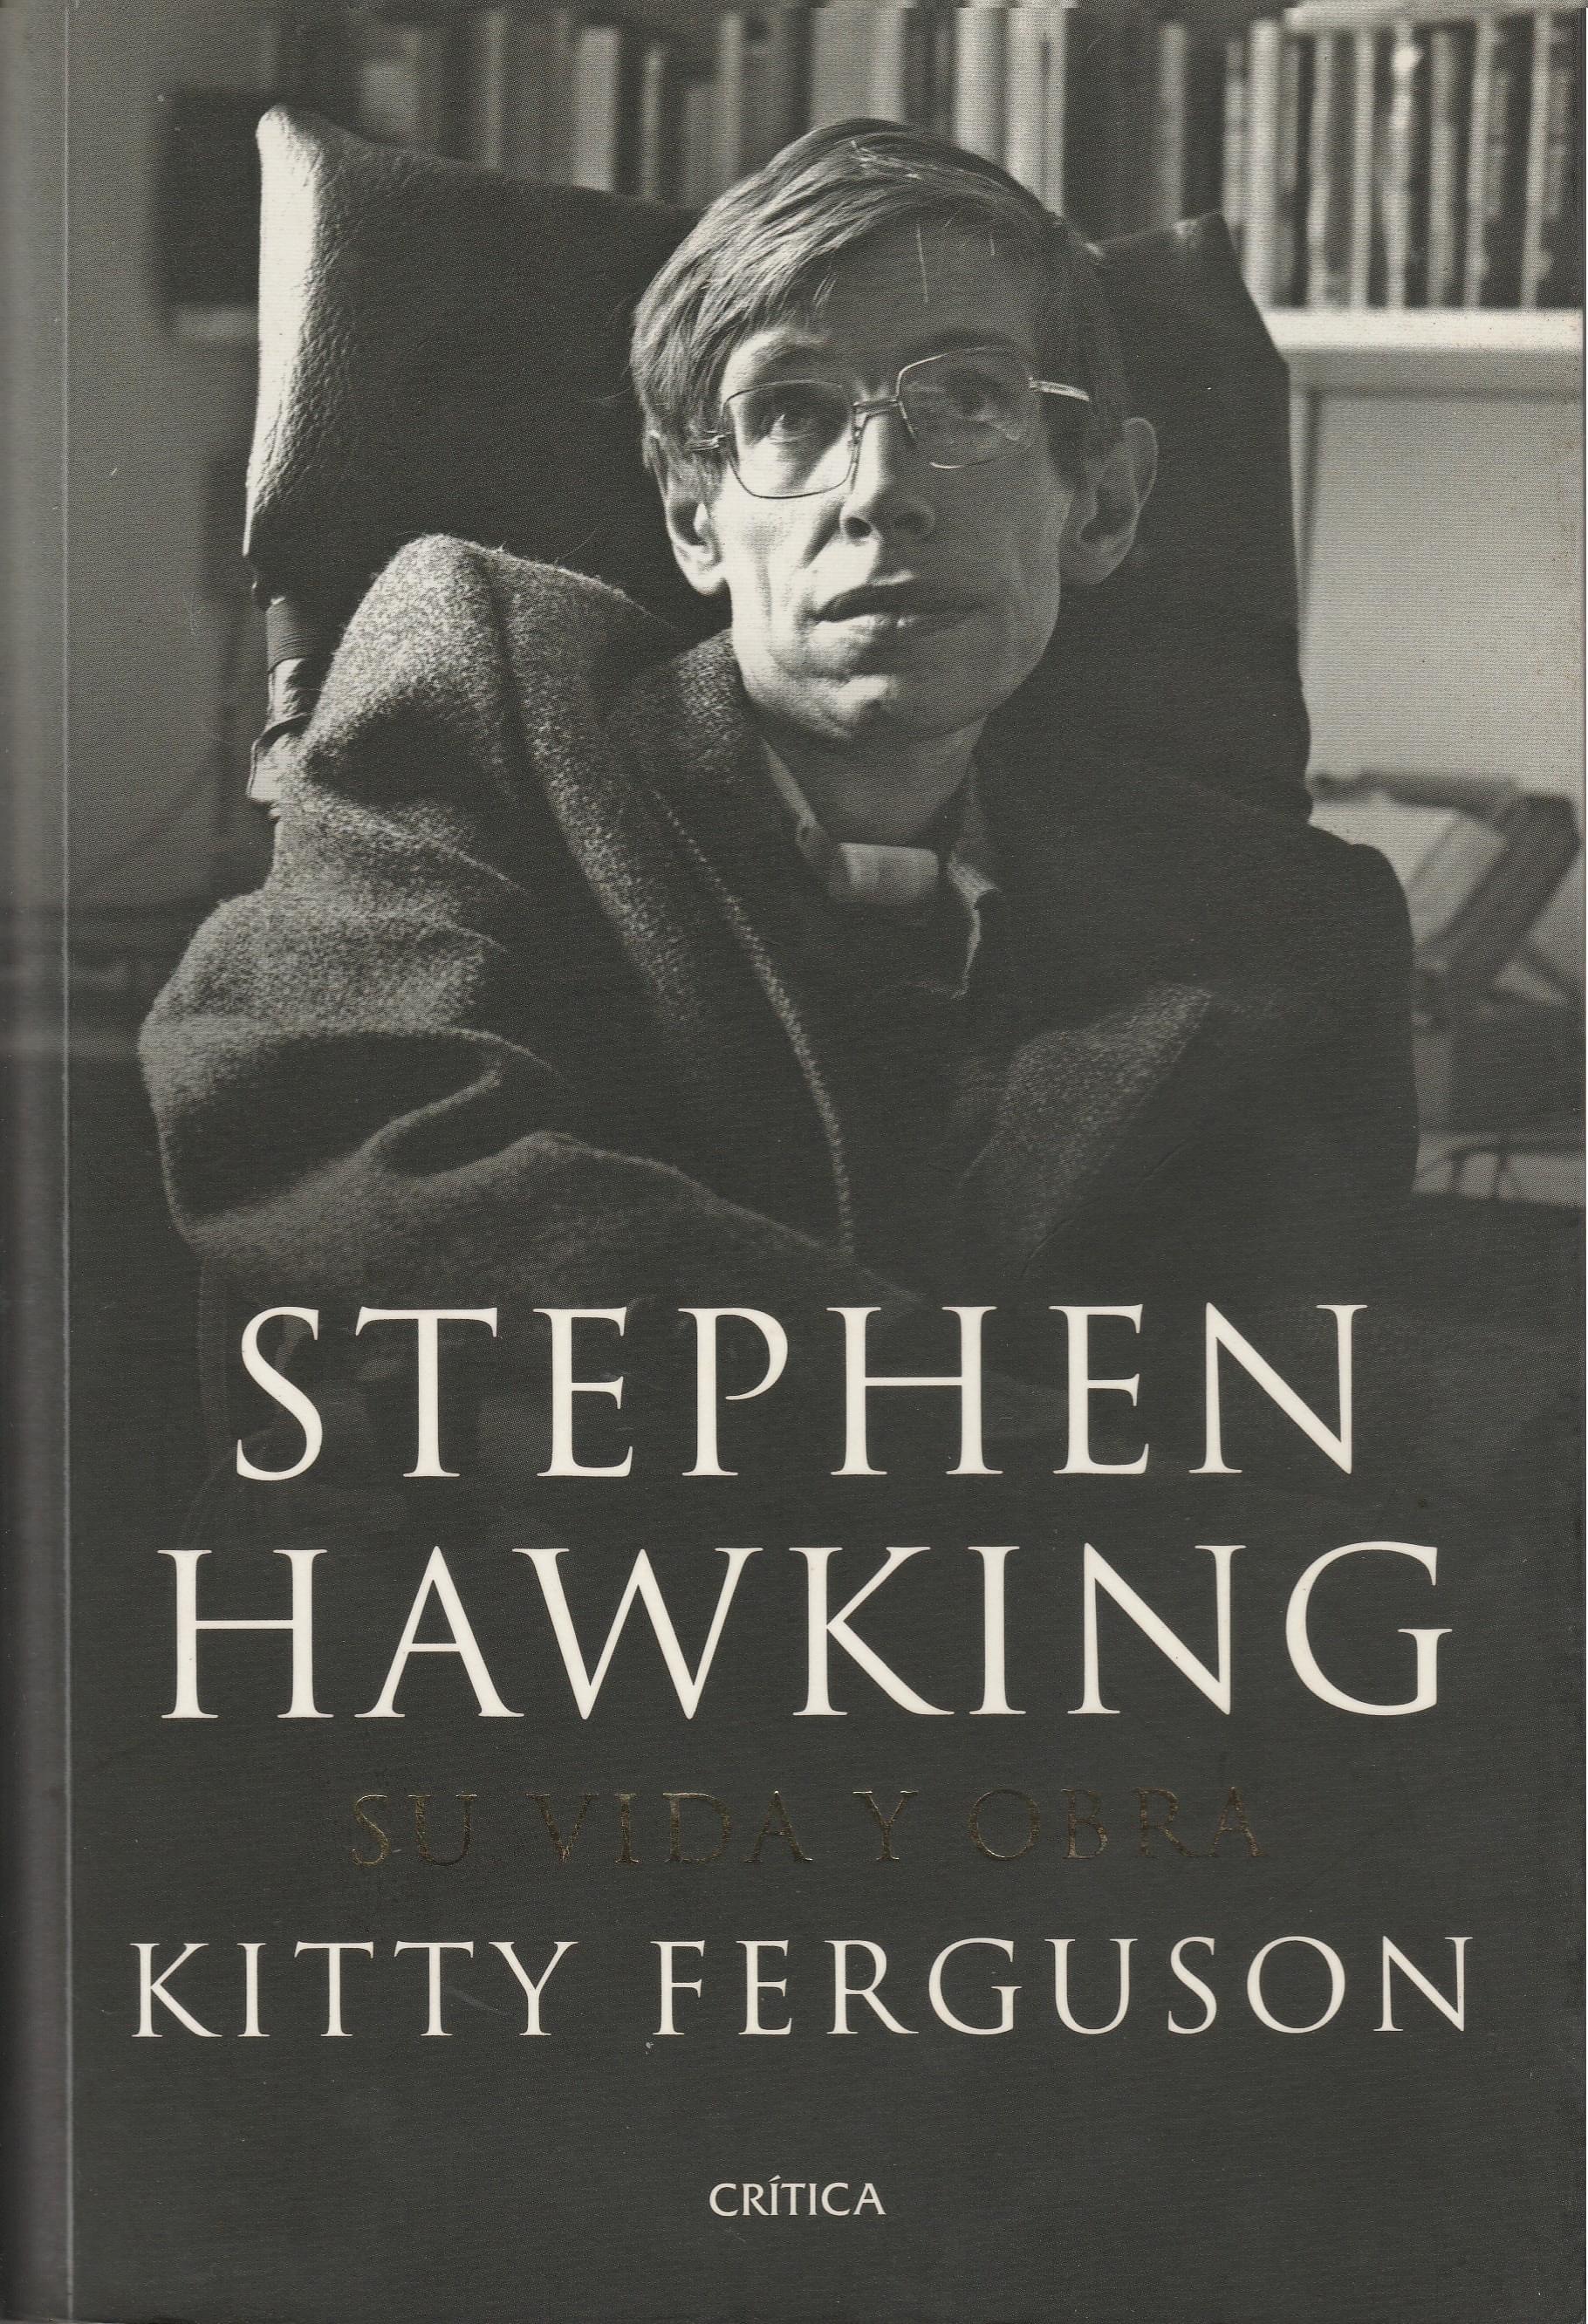 STEPHEN
HAWKING
SU VIDA Y OBRA
KITTY FERGUSON
CRÍTICA